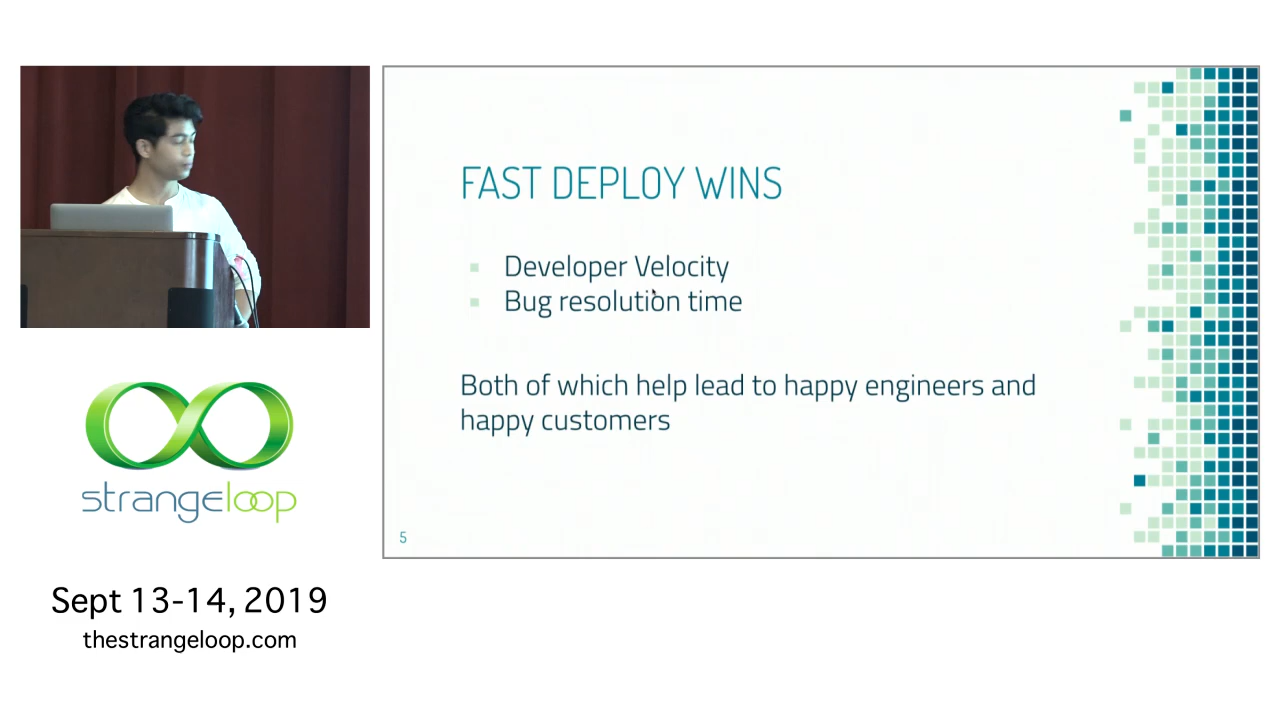 FAST DEPLOY WINS
Developer Velocity
Bug resolution time
Both of which help lead to happy engineers and
happy customers
5
strangeloop
Sept 13-14, 2019
thestrangeloop.com